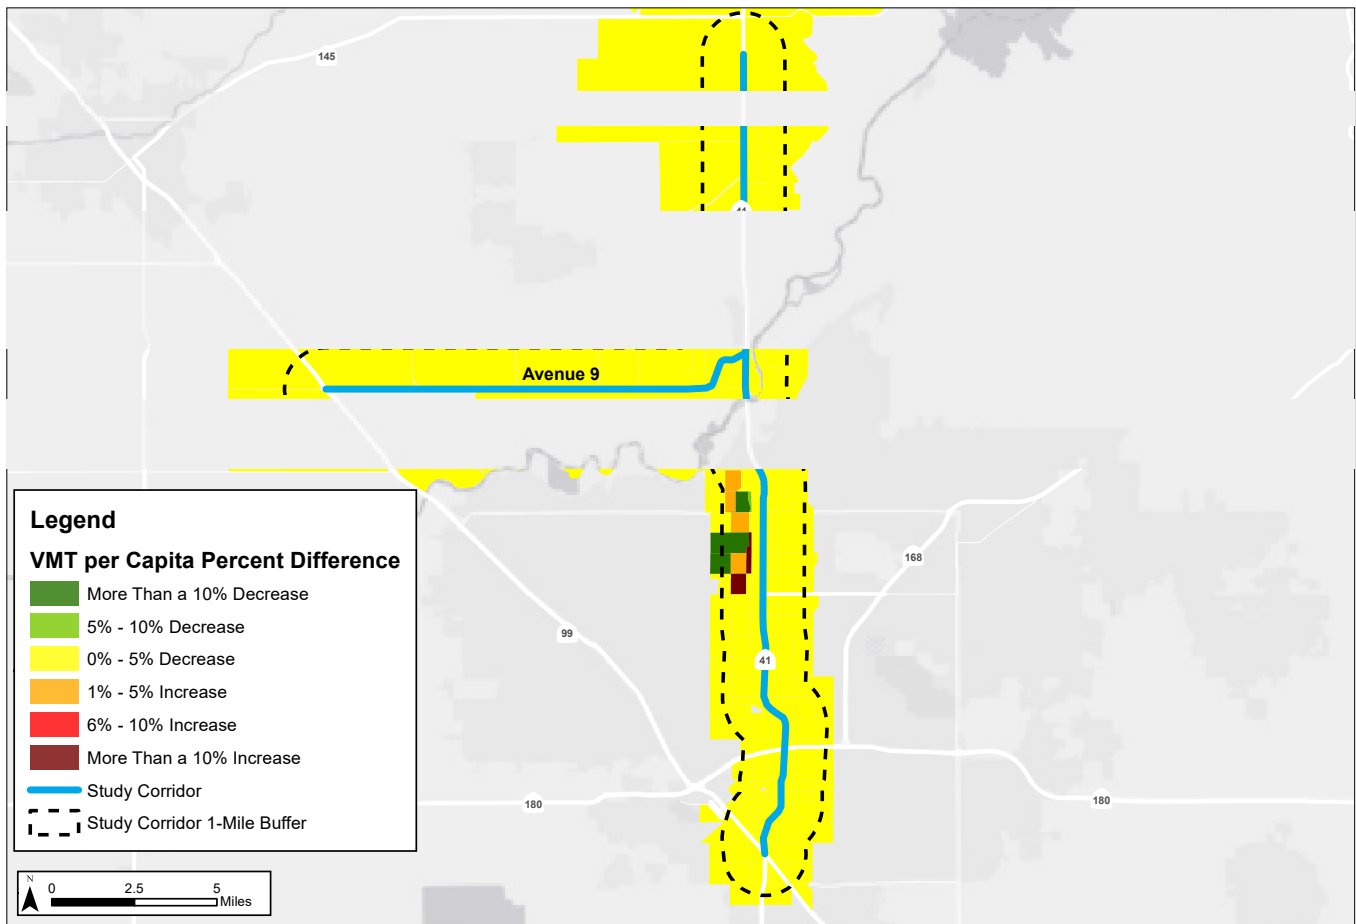 145
41
Avenue 9
Legend
VMT per Capita Percent Difference
More Than a 10% Decrease
5% - 10% Decrease
0% - 5% Decrease
1% - 5% Increase
6% - 10% Increase
More Than a 10% Increase
Study Corridor
Study Corridor 1-Mile Buffer
168
99
41
180
180
N
0 2.5 5
Miles